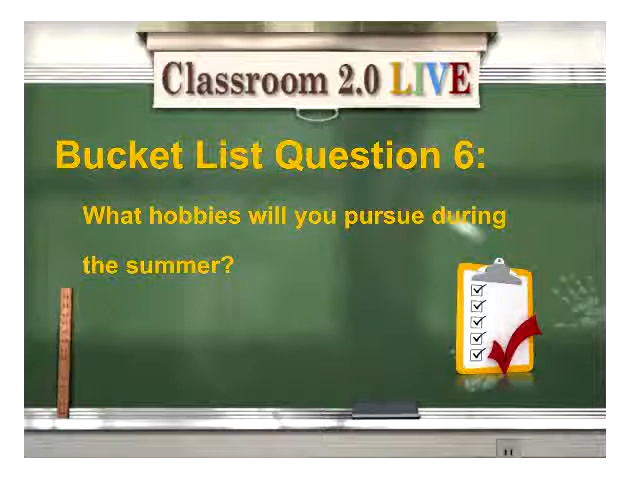 Classroom 2.0 LIVE
Bucket List Question 6:
What hobbies will you pursue during
the summer?